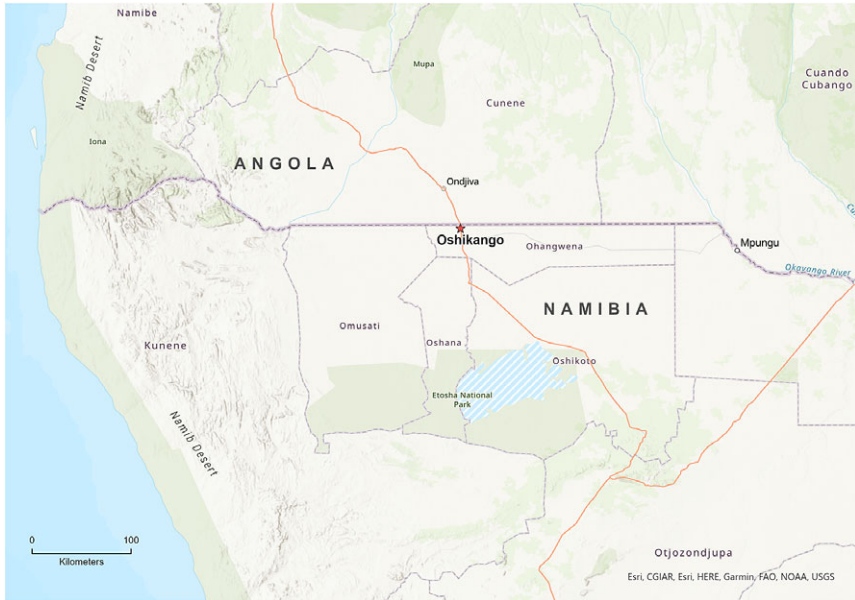 Namibe
Namib Desert
Mupa
Cuando
Cubango
Cunene
Iona
ANGOLA
Ondjiva
Oshikango
Ohangwena
Mpungu
Okavango River
NAMIBIA
Omusati
Oshana
Kunene
Oshikoto
Etosha National
Park
Namib Desert
0
100
Kilometers
Otjozondjupa
Esri, CGIAR, Esri, HERE, Garmin, FAO, NOAA, USGS